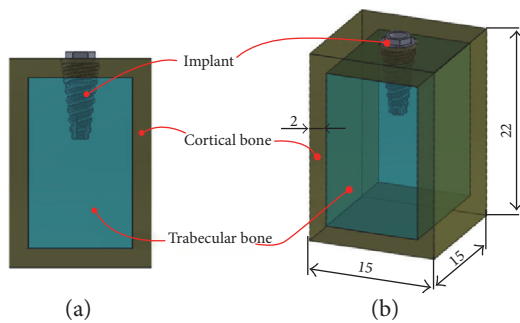 Implant
2
Cortical bone
22
Trabecular bone
15
15
(a)
(b)